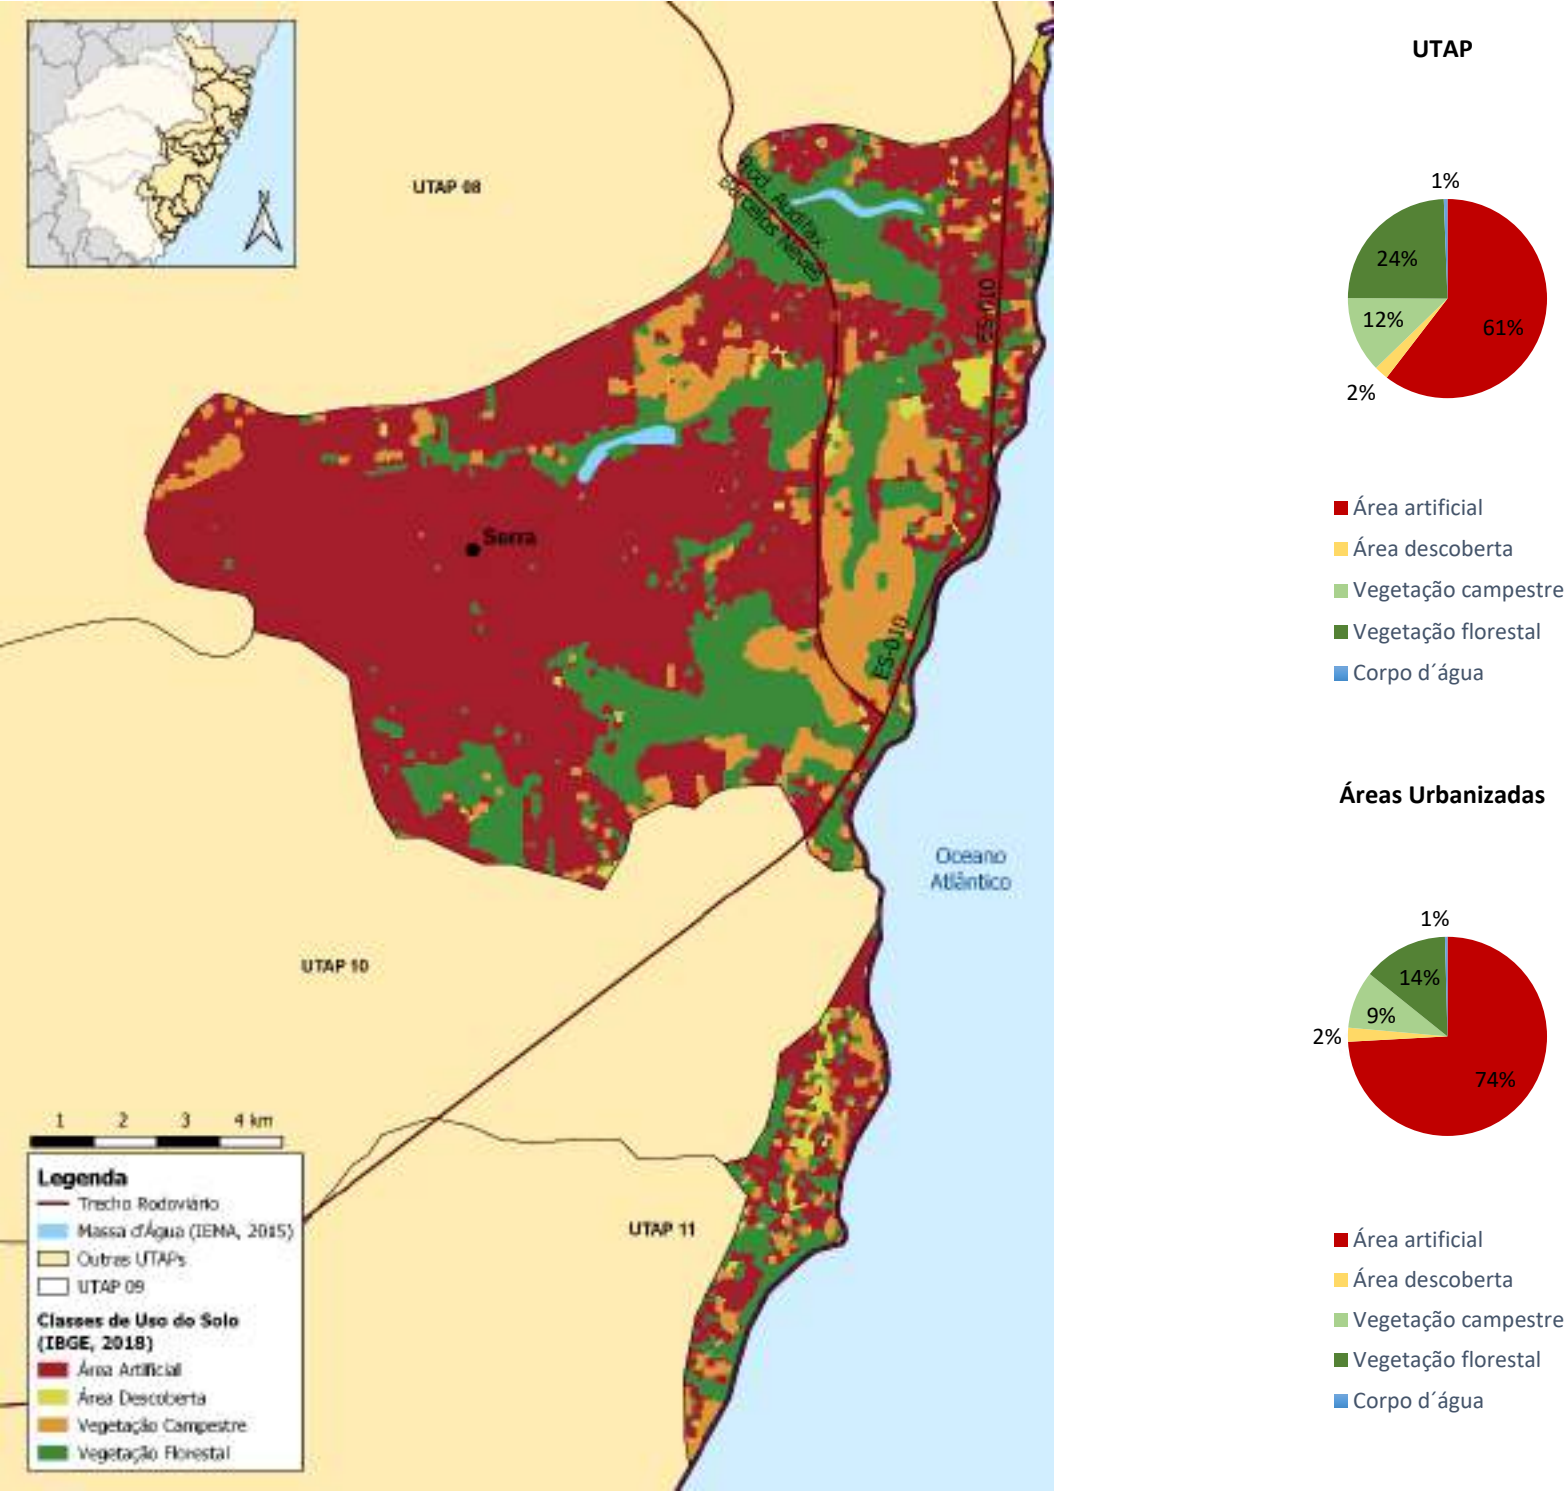 N
UTAP 08
Rod. Audifax
Barcelos Neves
ES-010
Serra
ES-010
Oceano
Atlântico
UTAP 10
UTAP 11
1 2 3 4 km
Legenda
Trecho Rodoviário
Massa d'Água (IEMA, 2015)
Outras UTAPs
UTAP 09
Classes de Uso do Solo
(IBGE, 2018)
Área Artificial
Área Descoberta
Vegetação Campestre
Vegetação Florestal
UTAP
1%
24%
12%
61%
2%
Área artificial
Área descoberta
Vegetação campestre
Vegetação florestal
Corpo d´água
Áreas Urbanizadas
1%
14%
9%
2%
74%
Área artificial
Área descoberta
Vegetação campestre
Vegetação florestal
Corpo d´água